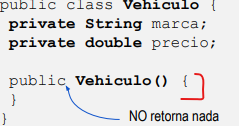 public class Vehiculo {
private String marca;
private double precio;
public Vehiculo() {
}
}
NO retorna nada